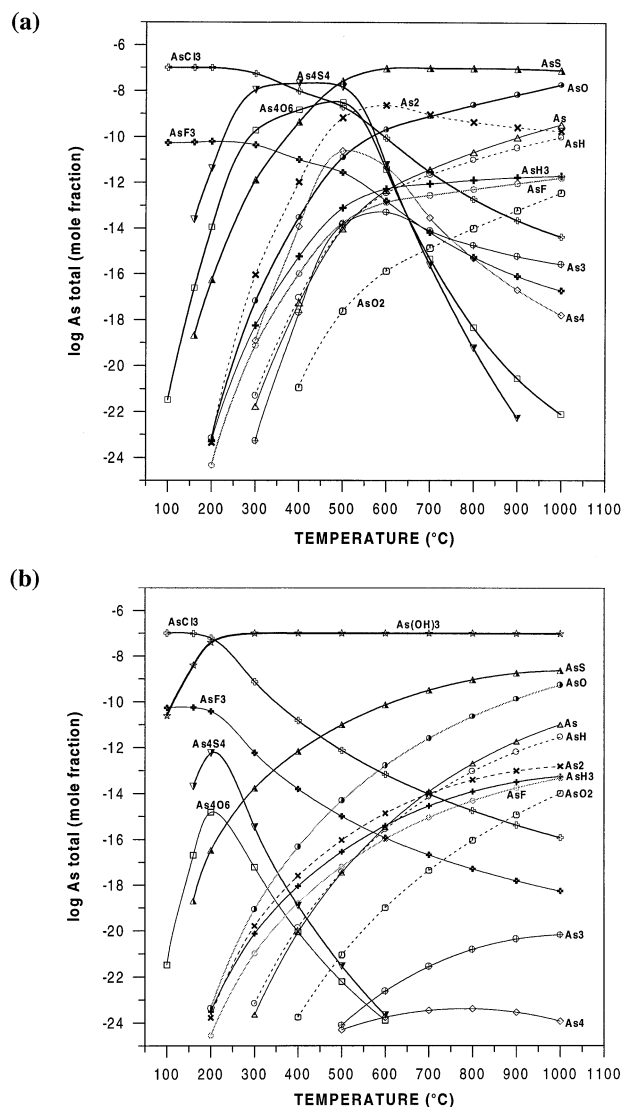 (a)
-6
-8
-10
-12
-14
-16
-18
-20
-22
-24
log As total (mole fraction)
AsCl3
As4S4
As4O6
AsF3
As2
AsS
AsO
As
AsH
AsH3
AsF
As3
As4
AsO2
100 200 300 400 500 600 700 800 900 1000 1100
TEMPERATURE (°C)
(b)
-6
-8
-10
-12
-14
-16
-18
-20
-22
-24
log As total (mole fraction)
AsCl3
As(OH)3
AsF3
As4S4
As4O6
AsS
AsO
As
AsH
As2
AsH3
AsF
AsO2
As3
As4
100 200 300 400 500 600 700 800 900 1000 1100
TEMPERATURE (°C)